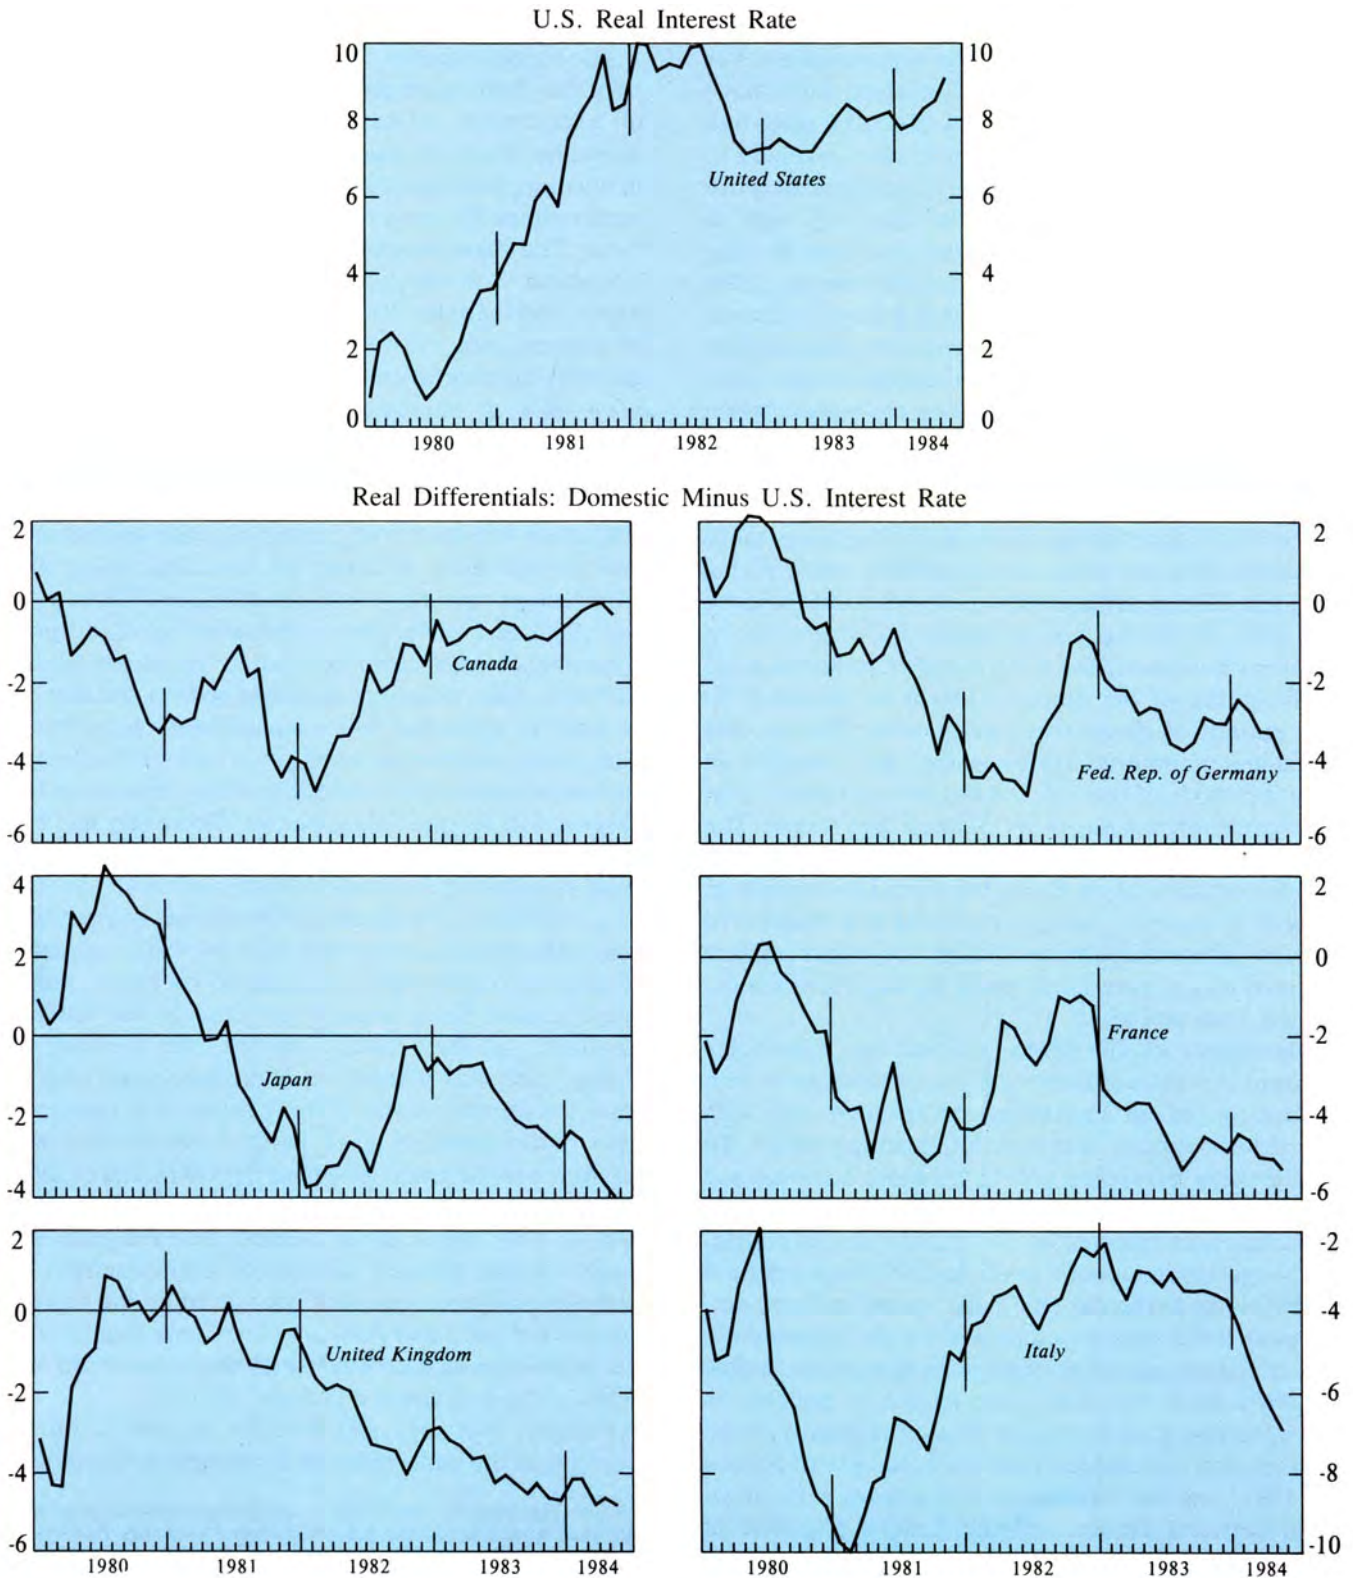 U.S. Real Interest Rate
10 10
8 8
United States
6 6
4 4
2 2
0 0
1980 1981 1982 1983 1984
Real Differentials: Domestic Minus U.S. Interest Rate
2 2
0 0
Canada
-2 -2
Fed. Rep. of Germany
-4 -4
-6 -6
4 2
2 0
0 France
-2
Japan
-2 -4
-4 -6
2 -2
0 -4
United Kingdom Italy
-2 -6
-4 -8
-6 -10
1980 1981 1982 1983 1984 1980 1981 1982 1983 1984